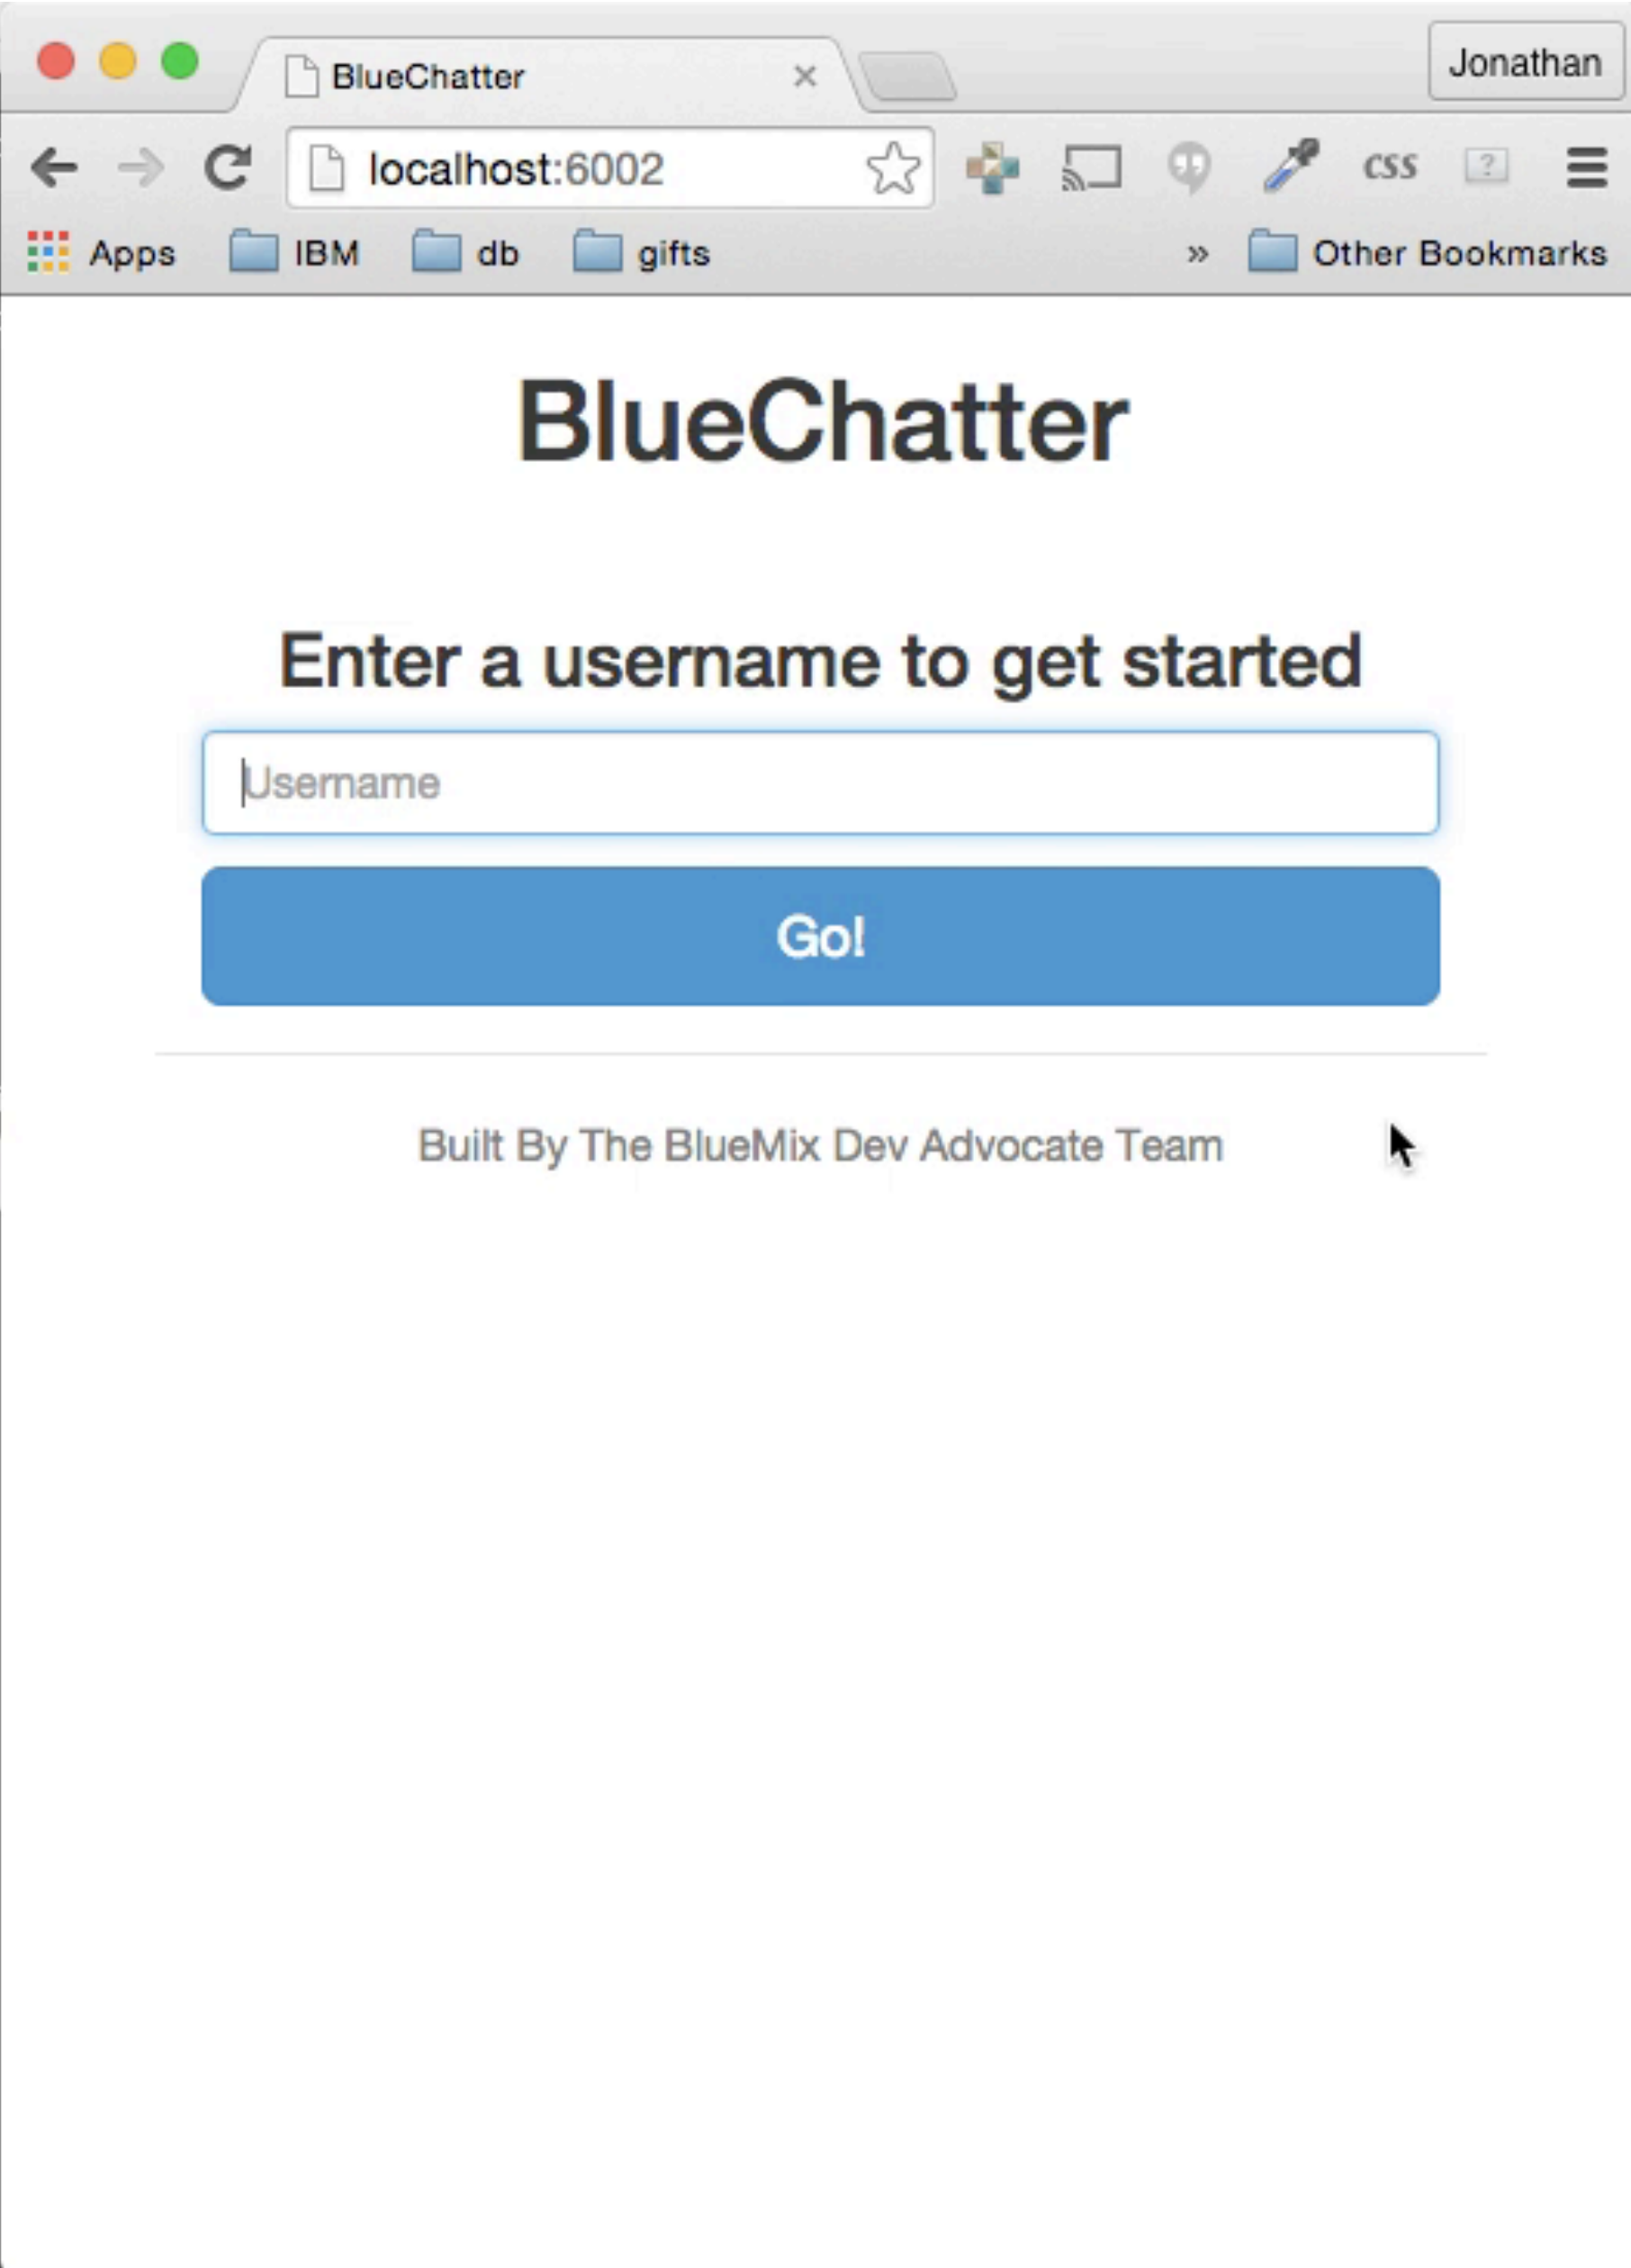 BlueChatter
Jonathan
localhost:6002
css
?
Apps IBM db gifts » Other Bookmarks
BlueChatter
Enter a username to get started
Username
Go!
Built By The BlueMix Dev Advocate Team